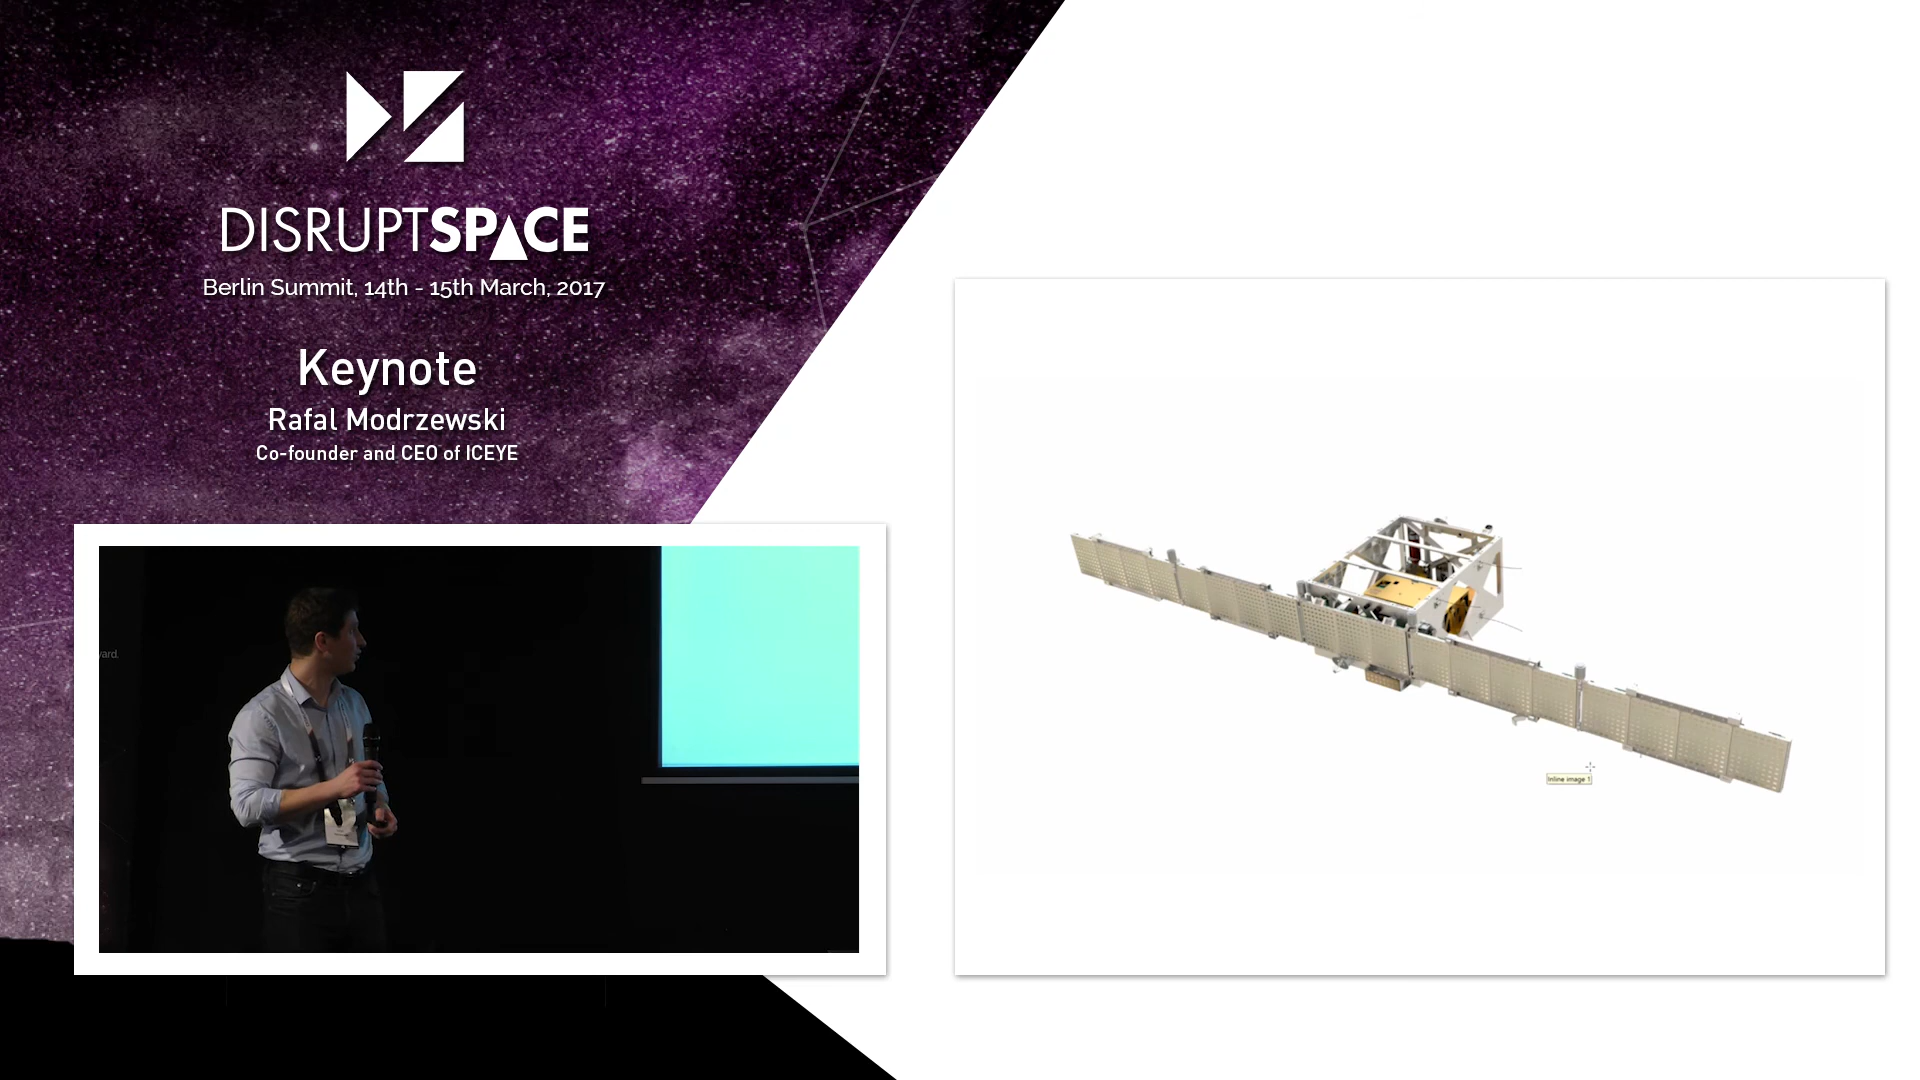 DISRUPTSPACE
Berlin Summit, 14th - 15th March, 2017
Keynote
Rafal Modrzewski
Co-founder and CEO of ICEYE
vard.
Inline image 1